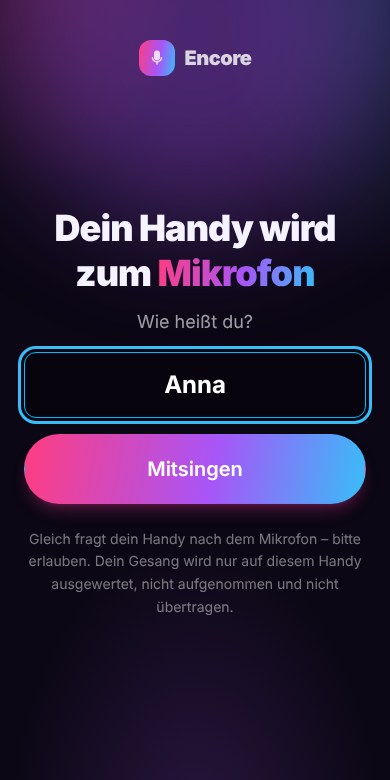 Encore
Dein Handy wird
zum Mikrofon
Wie heißt du?
Anna
Mitsingen
Gleich fragt dein Handy nach dem Mikrofon – bitte
erlauben. Dein Gesang wird nur auf diesem Handy
ausgewertet, nicht aufgenommen und nicht
übertragen.